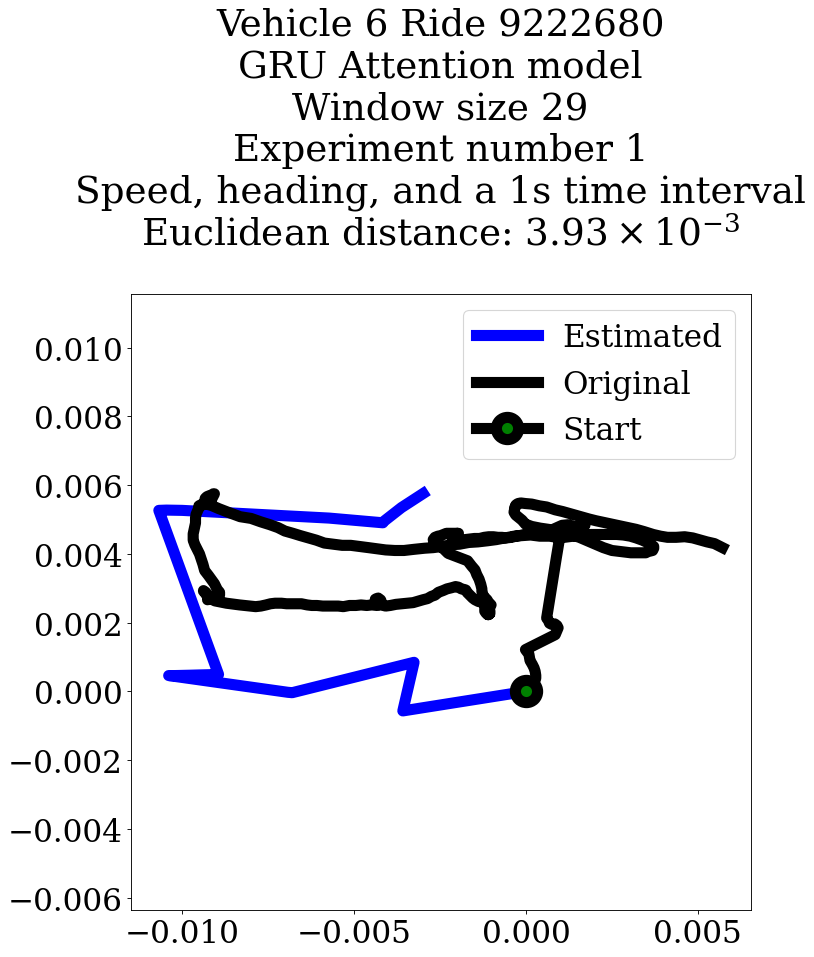 Vehicle 6 Ride 9222680
GRU Attention model
Window size 29
Experiment number 1
Speed, heading, and a 1s time interval
Euclidean distance: 3.93 × 10⁻³
Estimated
Original
Start
0.010
0.008
0.006
0.004
0.002
0.000
−0.002
−0.004
−0.006
−0.010 −0.005 0.000 0.005